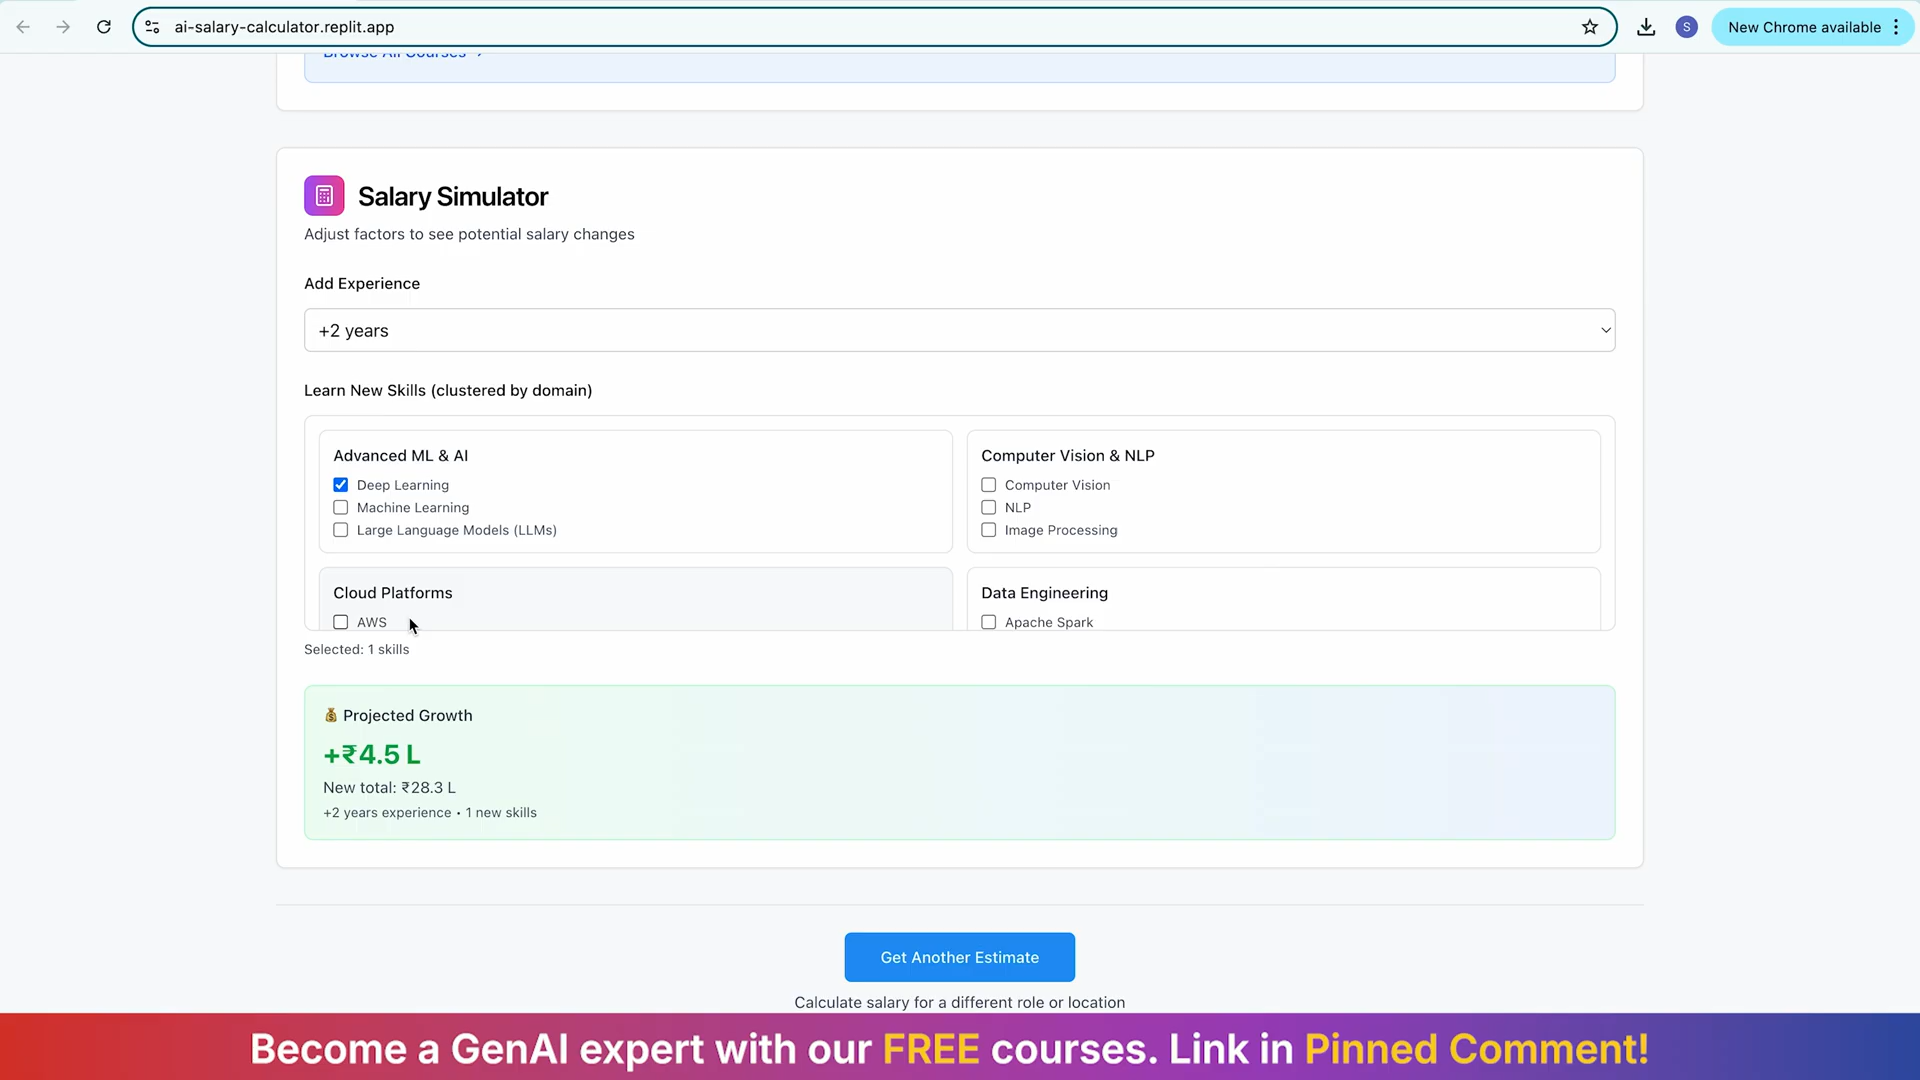 ai-salary-calculator.replit.app
S
New Chrome available
Browse All Courses
Salary Simulator
Adjust factors to see potential salary changes
Add Experience
+2 years
Learn New Skills (clustered by domain)
Advanced ML & AI
Deep Learning
Machine Learning
Large Language Models (LLMs)
Computer Vision & NLP
Computer Vision
NLP
Image Processing
Cloud Platforms
AWS
Data Engineering
Apache Spark
Selected: 1 skills
💰 Projected Growth
+₹4.5 L
New total: ₹28.3 L
+2 years experience • 1 new skills
Get Another Estimate
Calculate salary for a different role or location
Become a GenAI expert with our FREE courses. Link in Pinned Comment!